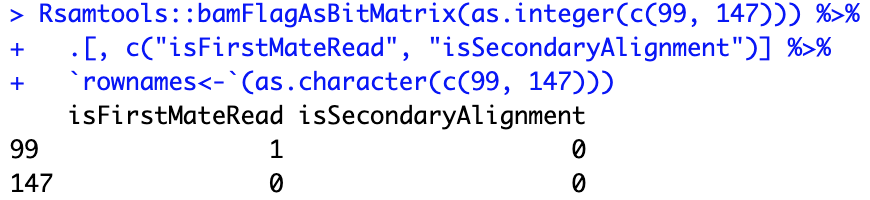 > Rsamtools::bamFlagAsBitMatrix(as.integer(c(99, 147))) %>%
+   .[, c("isFirstMateRead", "isSecondaryAlignment")] %>%
+   `rownames<-`(as.character(c(99, 147)))
    isFirstMateRead isSecondaryAlignment
99                1                    0
147               0                    0